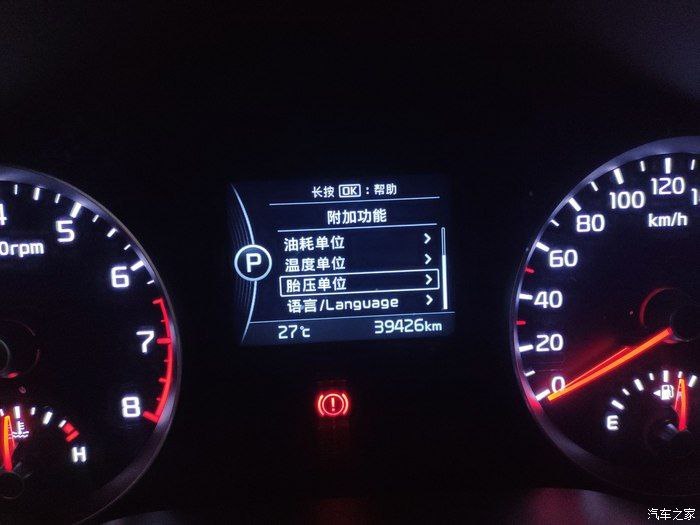 长按 OK : 帮助
附加功能
油耗单位
温度单位
胎压单位
语言/Language
P
27℃ 39426km
4
5
0rpm
6
7
8
H
0
20
40
60
80
100
120
km/h
E
汽车之家